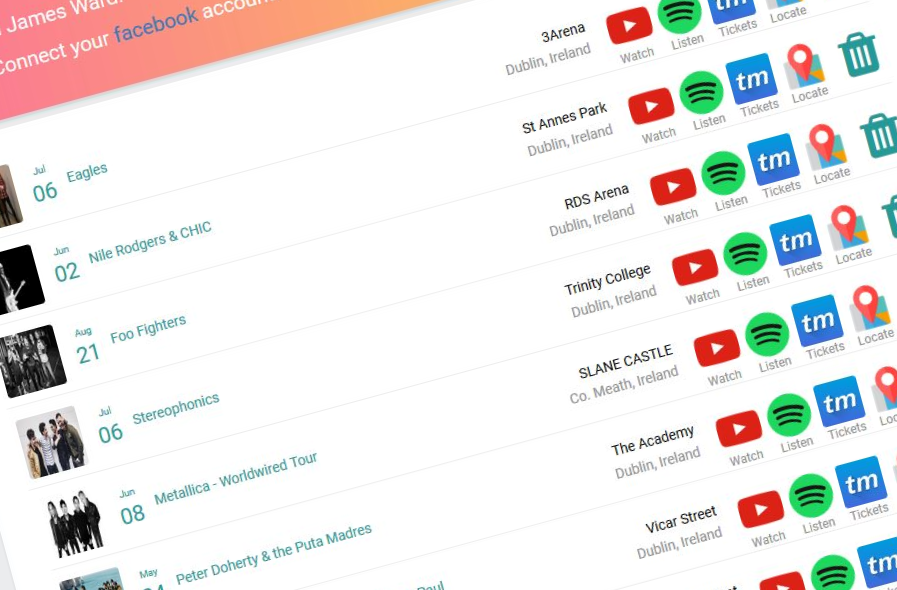 James Ward.
Connect your facebook account
Jul
06 Eagles
3Arena
Dublin, Ireland
Watch Listen Tickets Locate
Jun
02 Nile Rodgers & CHIC
St Annes Park
Dublin, Ireland
Watch Listen tm Tickets Locate
Aug
21 Foo Fighters
RDS Arena
Dublin, Ireland
Watch Listen tm Tickets Locate
Jul
06 Stereophonics
Trinity College
Dublin, Ireland
Watch Listen tm Tickets Locate
Jun
08 Metallica - Worldwired Tour
SLANE CASTLE
Co. Meath, Ireland
Watch Listen tm Tickets Locate
May
Peter Doherty & the Puta Madres
The Academy
Dublin, Ireland
Watch Listen tm Tickets Loc
Paul
Vicar Street
Dublin, Ireland
Watch Listen tm Tickets
tm